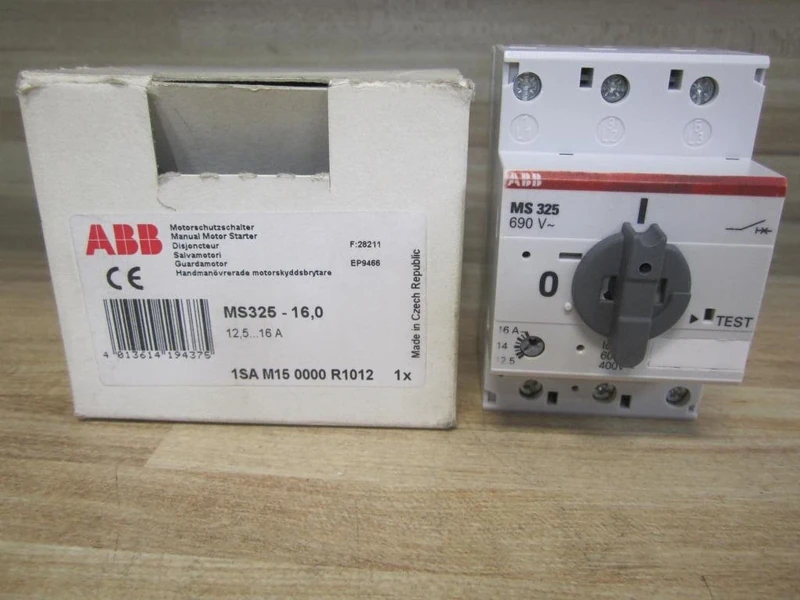 ABB
Motorschutzschalter
Manual Motor Starter
Disjoncteur
Salvamotori
Guardamotor
Handmanövrerade motorskyddsbrytare
F:28211
EP9466
Made in Czech Republic
CE
MS325 - 16,0
12,5...16 A
4 013614 194375
1SA M15 0000 R1012 1x
ABB
MS 325
690 V~
I
0
TEST
16 A
14
12.5
400V